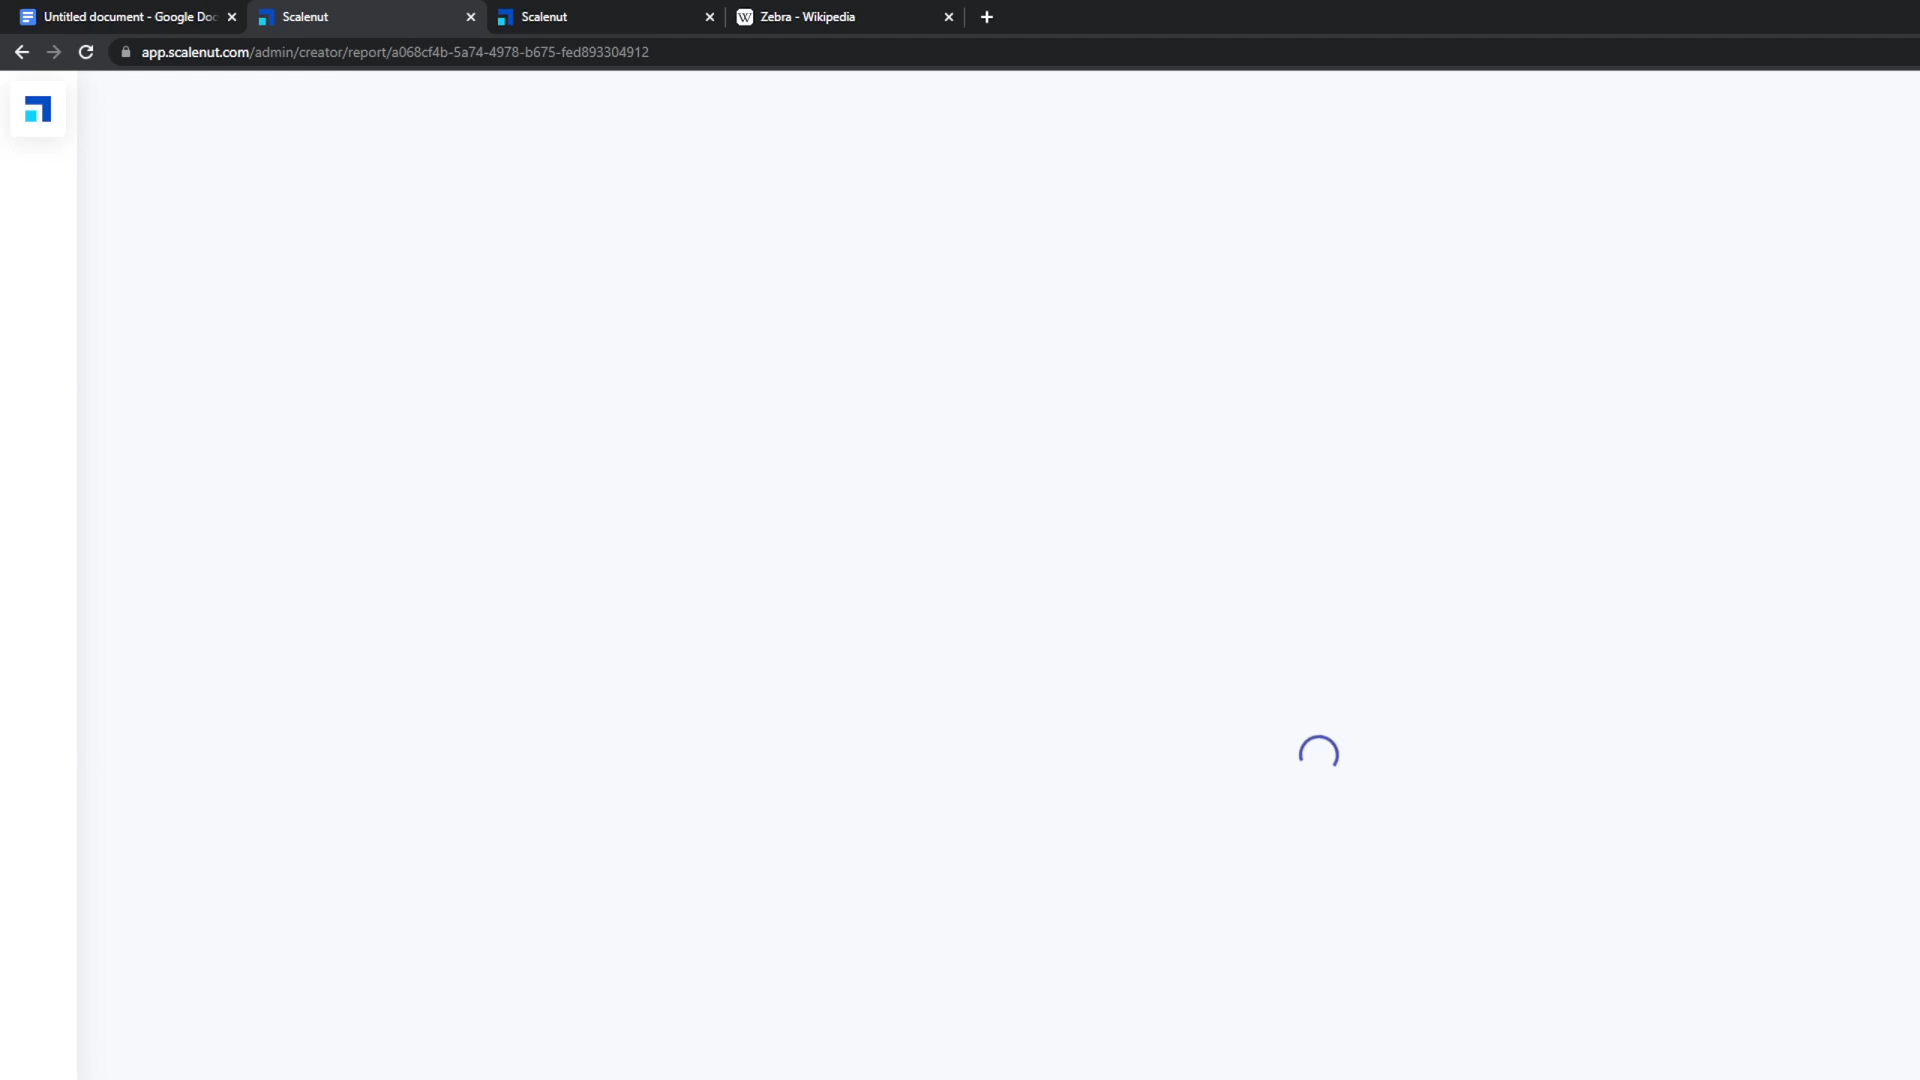 Untitled document - Google Doc
Scalenut
Scalenut
Zebra - Wikipedia
app.scalenut.com/admin/creator/report/a068cf4b-5a74-4978-b675-fed893304912